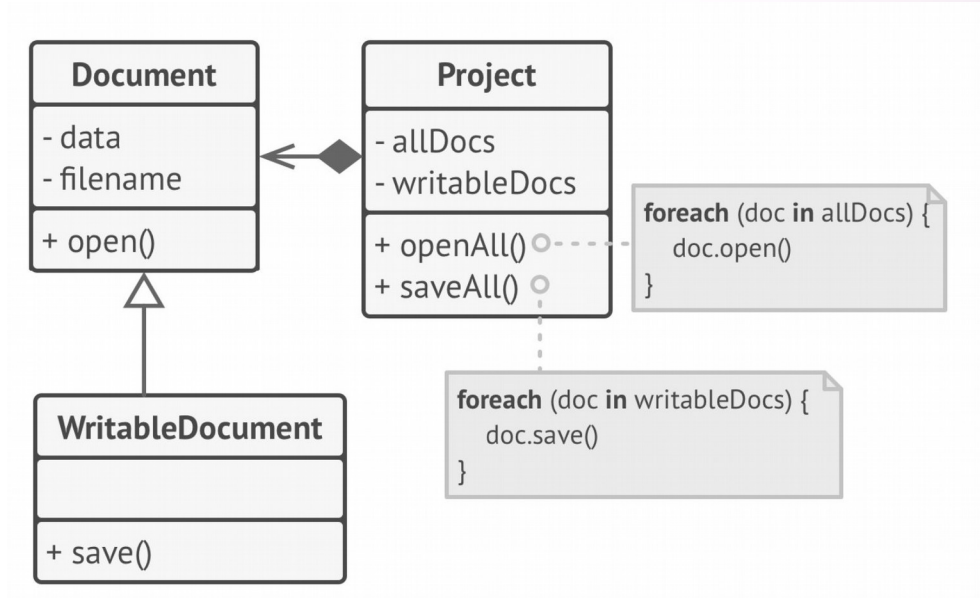 Document
- data
- filename
+ open()
Project
- allDocs
- writableDocs
+ openAll()
+ saveAll()
foreach (doc in allDocs) {
doc.open()
}
foreach (doc in writableDocs) {
doc.save()
}
WritableDocument
+ save()